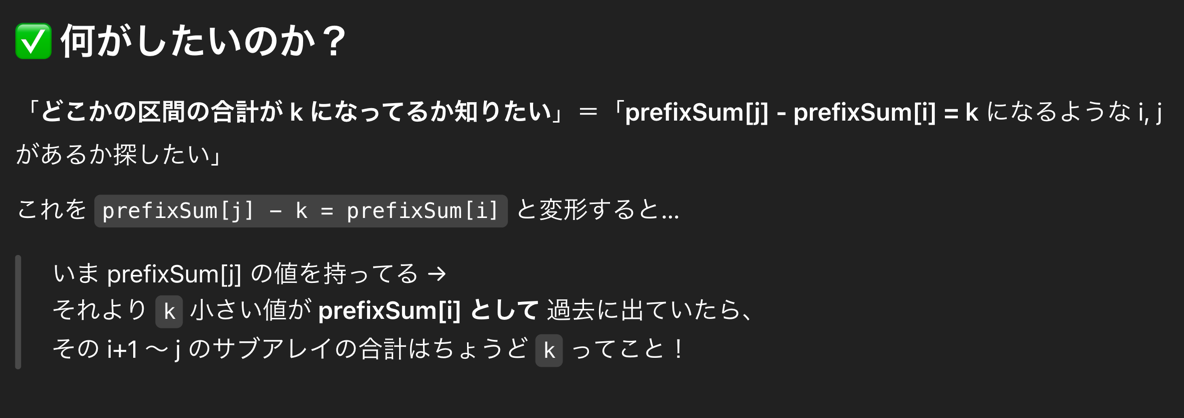 ✅ 何がしたいのか？
「どこかの区間の合計が k になってるか知りたい」＝「prefixSum[j] - prefixSum[i] = k になるような i, j
があるか探したい」
これを prefixSum[j] - k = prefixSum[i] と変形すると…
いま prefixSum[j] の値を持ってる →
それより k 小さい値が prefixSum[i] として 過去に出ていたら、
その i+1 〜 j のサブアレイの合計はちょうど k ってこと！